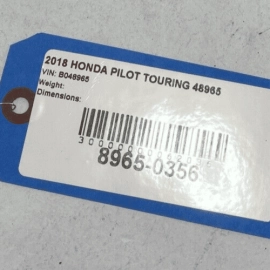 2018 HONDA PILOT TOURING 48965
VIN: B048965
Weight:
Dimensions:
8965-0356